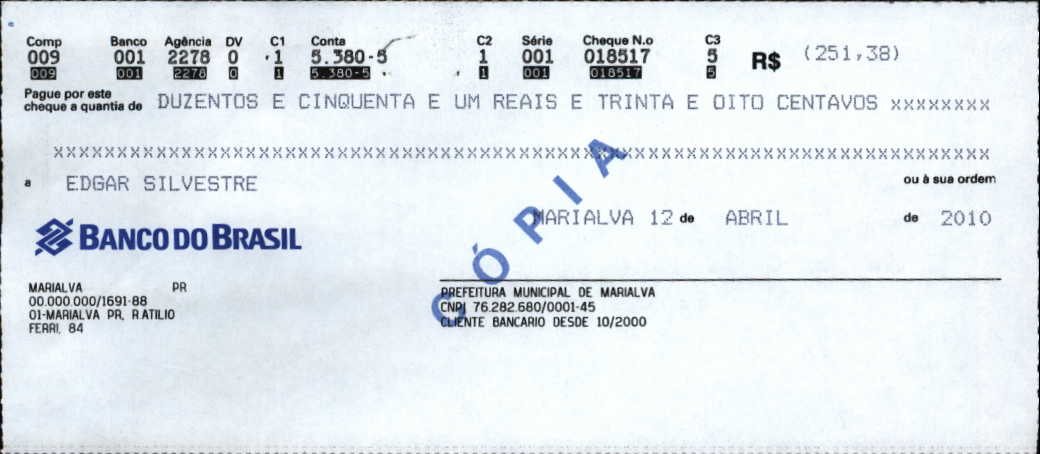 Comp Banco Agência DV C1 Conta C2 Série Cheque N.o C3
009 001 2278 0 1 5.380-5 1 001 018517 5 R$ (251,38)
009 001 2278 0 1 5.380-5 1 001 018517 5
Pague por este
cheque a quantia de DUZENTOS E CINQUENTA E UM REAIS E TRINTA E OITO CENTAVOS XXXXXXXX
XXXXXXXXXXXXXXXXXXXXXXXXXXXXXXXXXXXXXXXXXXXXXXXXXXXXXXXXXXXXXXXXXXXXXXXXXX
a EDGAR SILVESTRE ou à sua ordem
MARIALVA 12 de ABRIL de 2010
BANCO DO BRASIL
CÓPIA
MARIALVA PR
00.000.000/1691-88
01-MARIALVA PR, R.ATILIO
FERRI, 84
PREFEITURA MUNICIPAL DE MARIALVA
CNPJ 76.282.680/0001-45
CLIENTE BANCARIO DESDE 10/2000